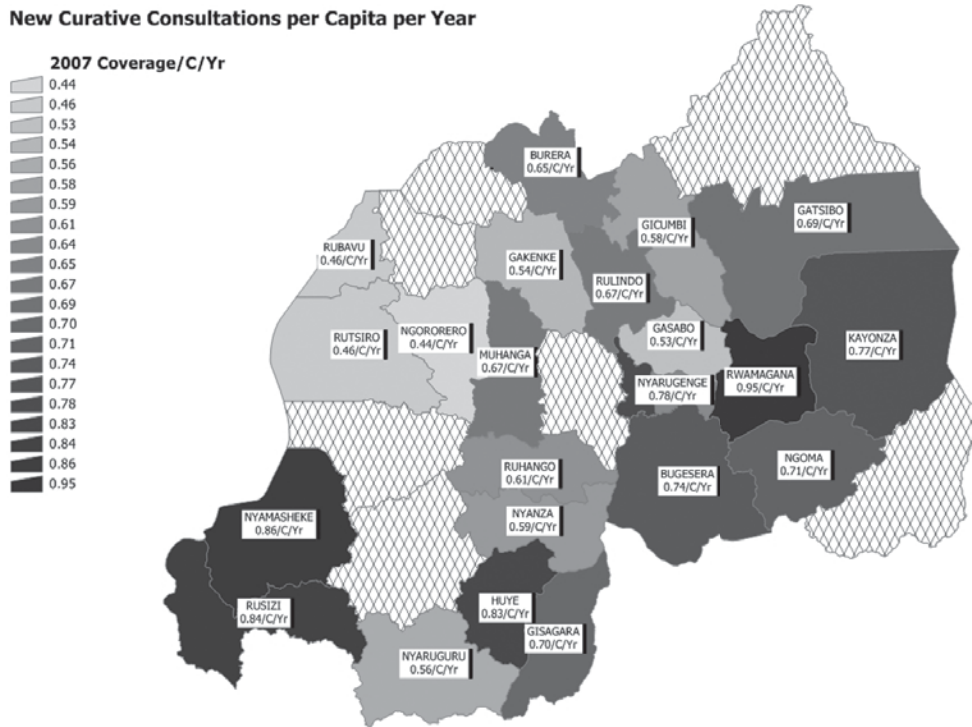 New Curative Consultations per Capita per Year
2007 Coverage/C/Yr
0.44
0.46
0.53
0.54
0.56
0.58
0.59
0.61
0.64
0.65
0.67
0.69
0.70
0.71
0.74
0.77
0.78
0.83
0.84
0.86
0.95
BURERA
0.65/C/Yr
GATSIBO
0.69/C/Yr
GICUMBI
0.58/C/Yr
RUBAVU
0.46/C/Yr
GAKENKE
0.54/C/Yr
RULINDO
0.67/C/Yr
RUTSIRO
0.46/C/Yr
NGORORERO
0.44/C/Yr
MUHANGA
0.67/C/Yr
GASABO
0.53/C/Yr
KAYONZA
0.77/C/Yr
NYARUGENGE
0.78/C/Yr
RWAMAGANA
0.95/C/Yr
RUHANGO
0.61/C/Yr
BUGESERA
0.74/C/Yr
NGOMA
0.71/C/Yr
NYAMASHEKE
0.86/C/Yr
NYANZA
0.59/C/Yr
RUSIZI
0.84/C/Yr
HUYE
0.83/C/Yr
GISAGARA
0.70/C/Yr
NYARUGURU
0.56/C/Yr